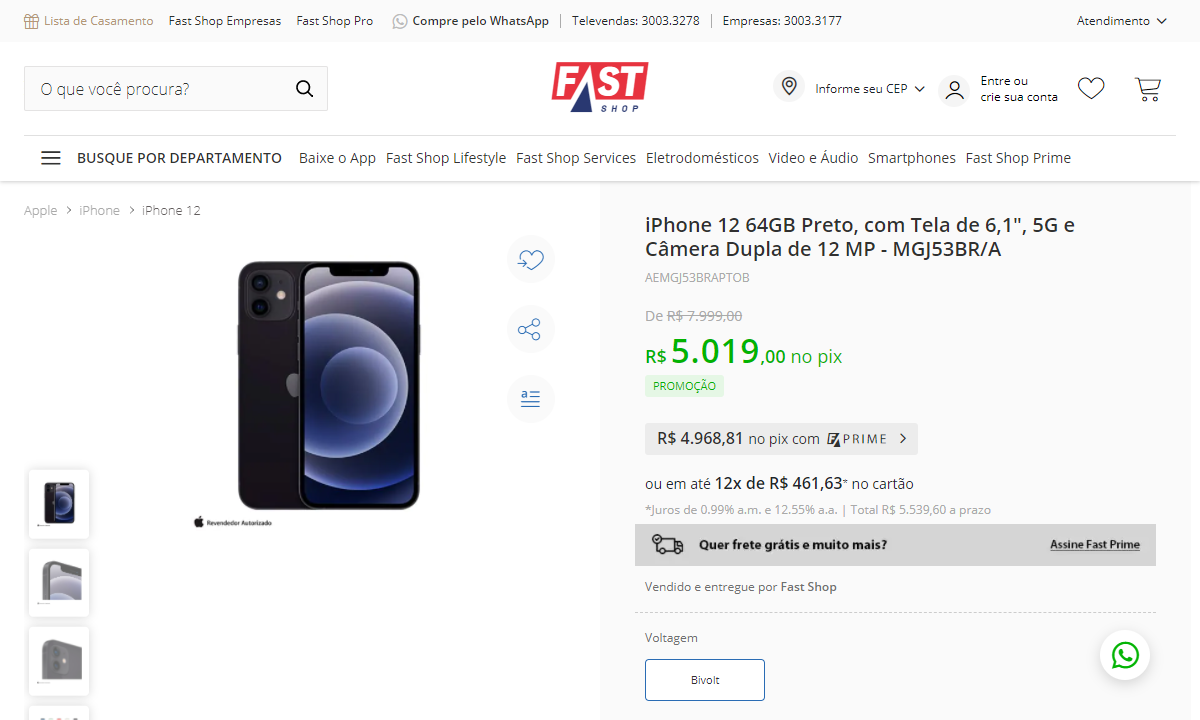 Lista de Casamento Fast Shop Empresas Fast Shop Pro Compre pelo WhatsApp Televendas: 3003.3278 Empresas: 3003.3177 Atendimento
O que você procura?
FAST
SHOP
Informe seu CEP
Entre ou
crie sua conta
BUSQUE POR DEPARTAMENTO Baixe o App Fast Shop Lifestyle Fast Shop Services Eletrodomésticos Video e Áudio Smartphones Fast Shop Prime
Apple > iPhone > iPhone 12
Revendedor Autorizado
iPhone 12 64GB Preto, com Tela de 6,1", 5G e
Câmera Dupla de 12 MP - MGJ53BR/A
AEMGJ53BRAPTOB
De R$ 7.999,00
R$ 5.019,00 no pix
PROMOÇÃO
R$ 4.968,81 no pix com PRIME
ou em até 12x de R$ 461,63* no cartão
*Juros de 0.99% a.m. e 12.55% a.a. | Total R$ 5.539,60 a prazo
Quer frete grátis e muito mais? Assine Fast Prime
Vendido e entregue por Fast Shop
Voltagem
Bivolt